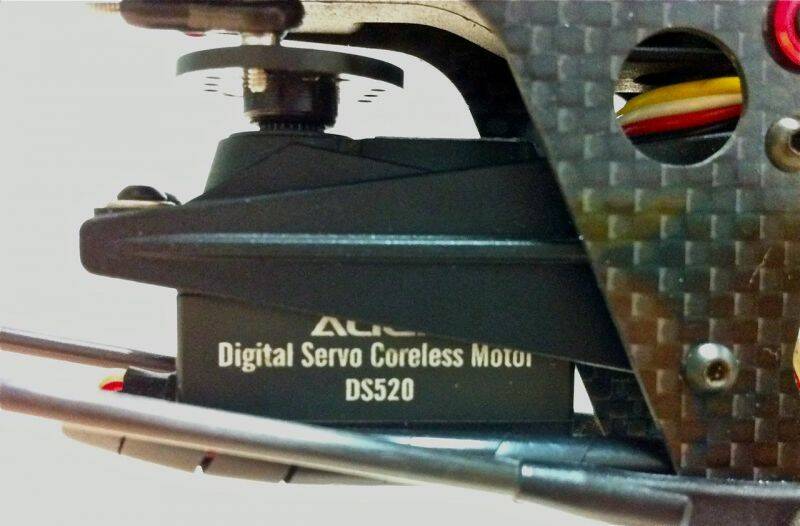 Digital Servo Coreless Motor
DS520